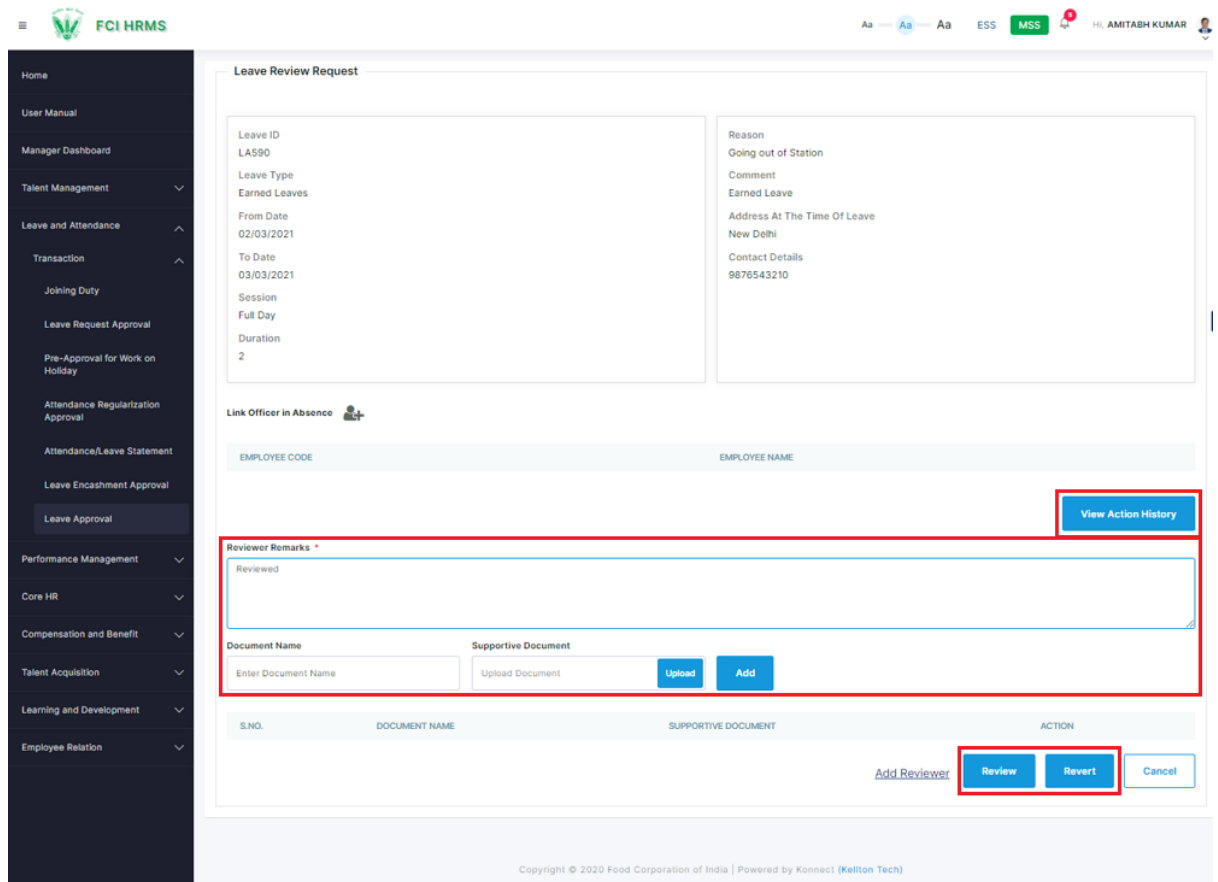 FCI HRMS
Aa Aa Aa ESS MSS 8 Hi, AMITABH KUMAR
Home
User Manual
Manager Dashboard
Talent Management
Leave and Attendance
Transaction
Joining Duty
Leave Request Approval
Pre-Approval for Work on
Holiday
Attendance Regularization
Approval
Attendance/Leave Statement
Leave Encashment Approval
Leave Approval
Performance Management
Core HR
Compensation and Benefit
Talent Acquisition
Learning and Development
Employee Relation
Leave Review Request
Leave ID
LA590
Leave Type
Earned Leaves
From Date
02/03/2021
To Date
03/03/2021
Session
Full Day
Duration
2
Reason
Going out of Station
Comment
Earned Leave
Address At The Time Of Leave
New Delhi
Contact Details
9876543210
Link Officer in Absence
EMPLOYEE CODE EMPLOYEE NAME
View Action History
Reviewer Remarks *
Reviewed
Document Name Supportive Document
Enter Document Name Upload Document Upload Add
S.NO. DOCUMENT NAME SUPPORTIVE DOCUMENT ACTION
Add Reviewer Review Revert Cancel
Copyright © 2020 Food Corporation of India | Powered by Konnect (Kellton Tech)